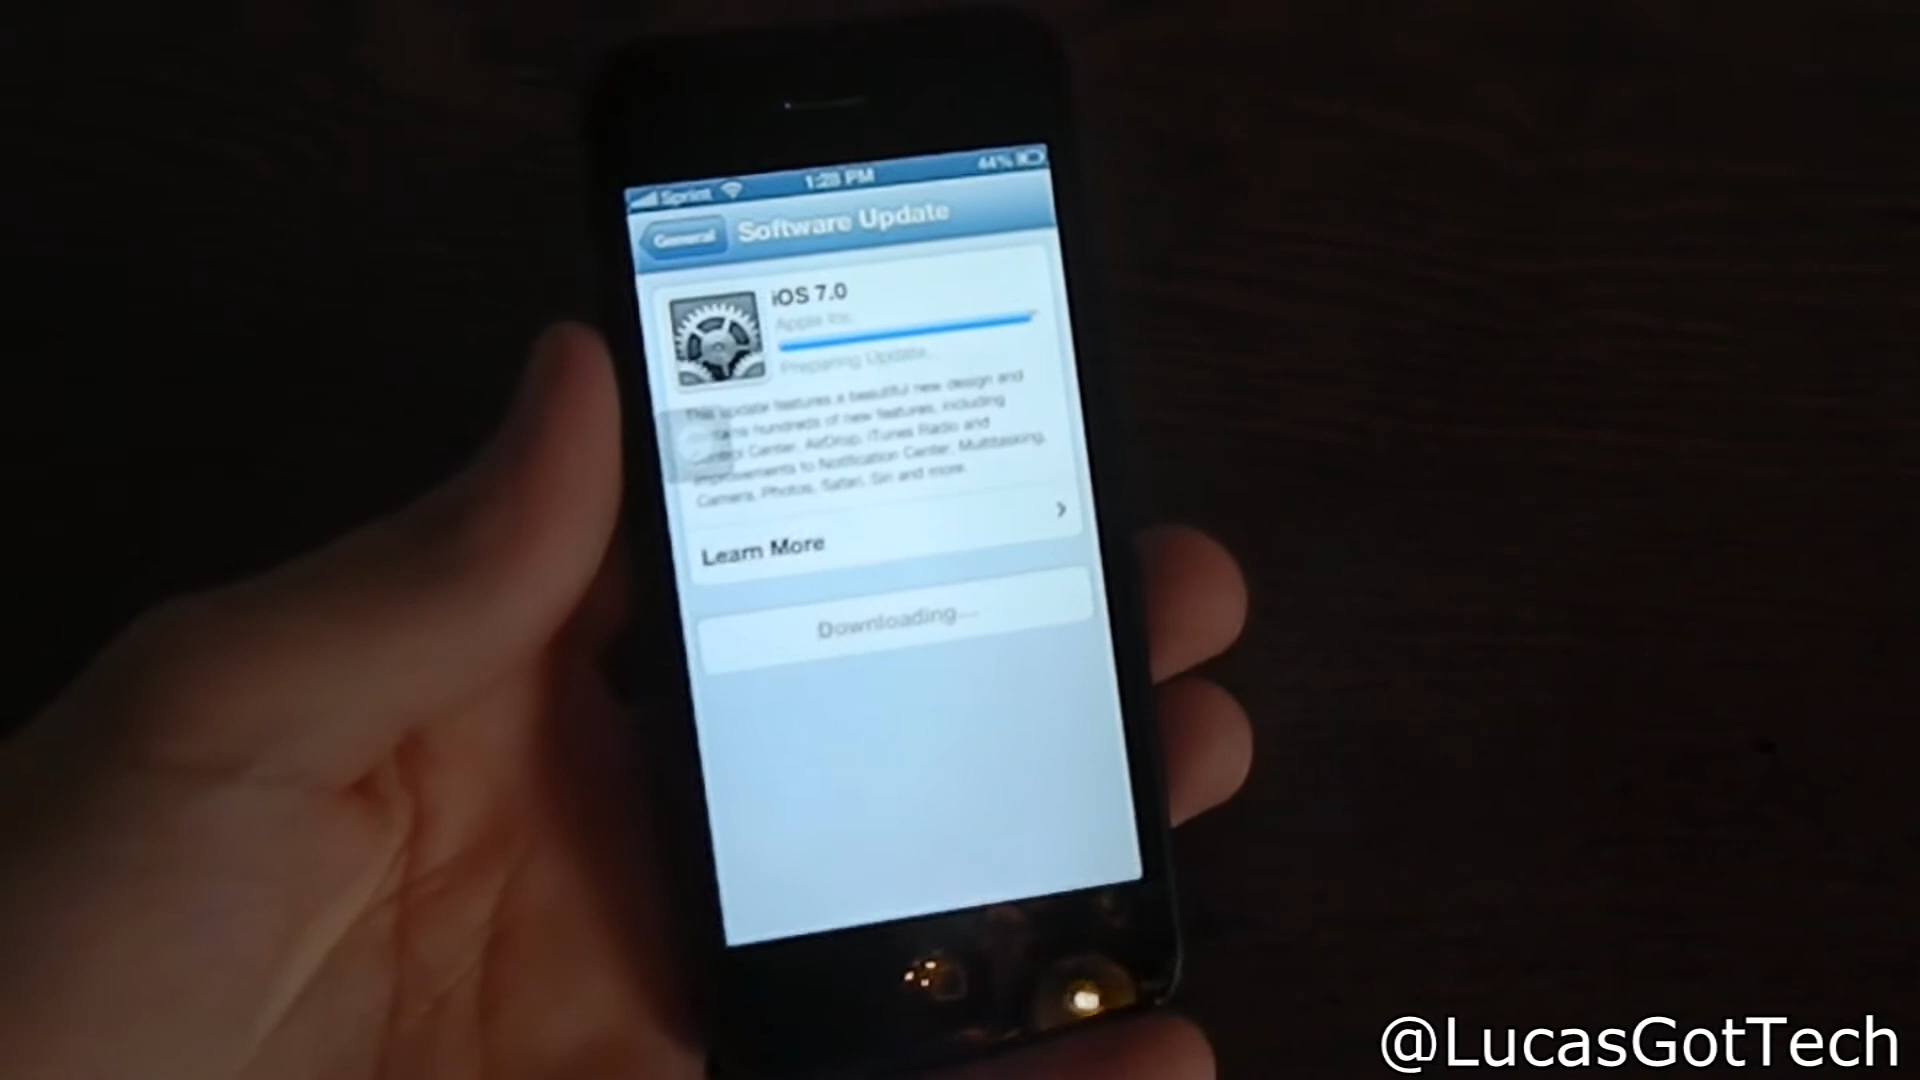 Sprint 1:28 PM 44%
General Software Update
iOS 7.0
Apple Inc.
Preparing Update...
This update features a beautiful new design and
contains hundreds of new features, including
Control Center, AirDrop, iTunes Radio and
improvements to Notification Center, Multitasking,
Camera, Photos, Safari, Siri and more.
Learn More
Downloading...
@LucasGotTech